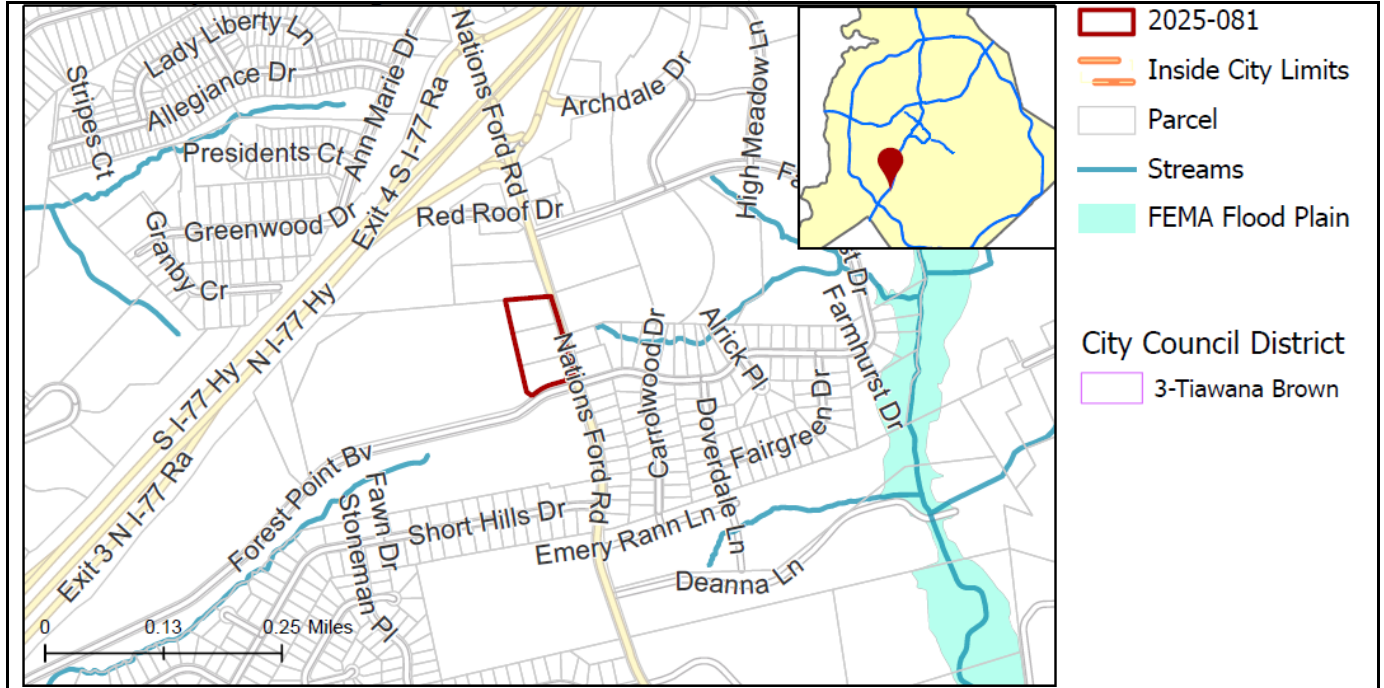 Lady Liberty Ln
Allegiance Dr
Stripes Ct
Presidents Ct
Ann Marie Dr
Greenwood Dr
Granby Cr
Exit 4 S I-77 Ra
Nations Ford Rd
Archdale Dr
High Meadow Ln
Fa
Red Roof Dr
S I-77 Hy
N I-77 Hy
Exit 3 N I-77 Ra
Nations Ford Rd
Carrolwood Dr
Alrick Pl
st Dr
Farmhurst Dr
Doverdale Ln
Fairgreen Dr
Forest Point Bv
Fawn Dr
Stoneman Pl
Short Hills Dr
Emery Rann Ln
Deanna Ln
0 0.13 0.25 Miles
2025-081
Inside City Limits
Parcel
Streams
FEMA Flood Plain
City Council District
3-Tiawana Brown